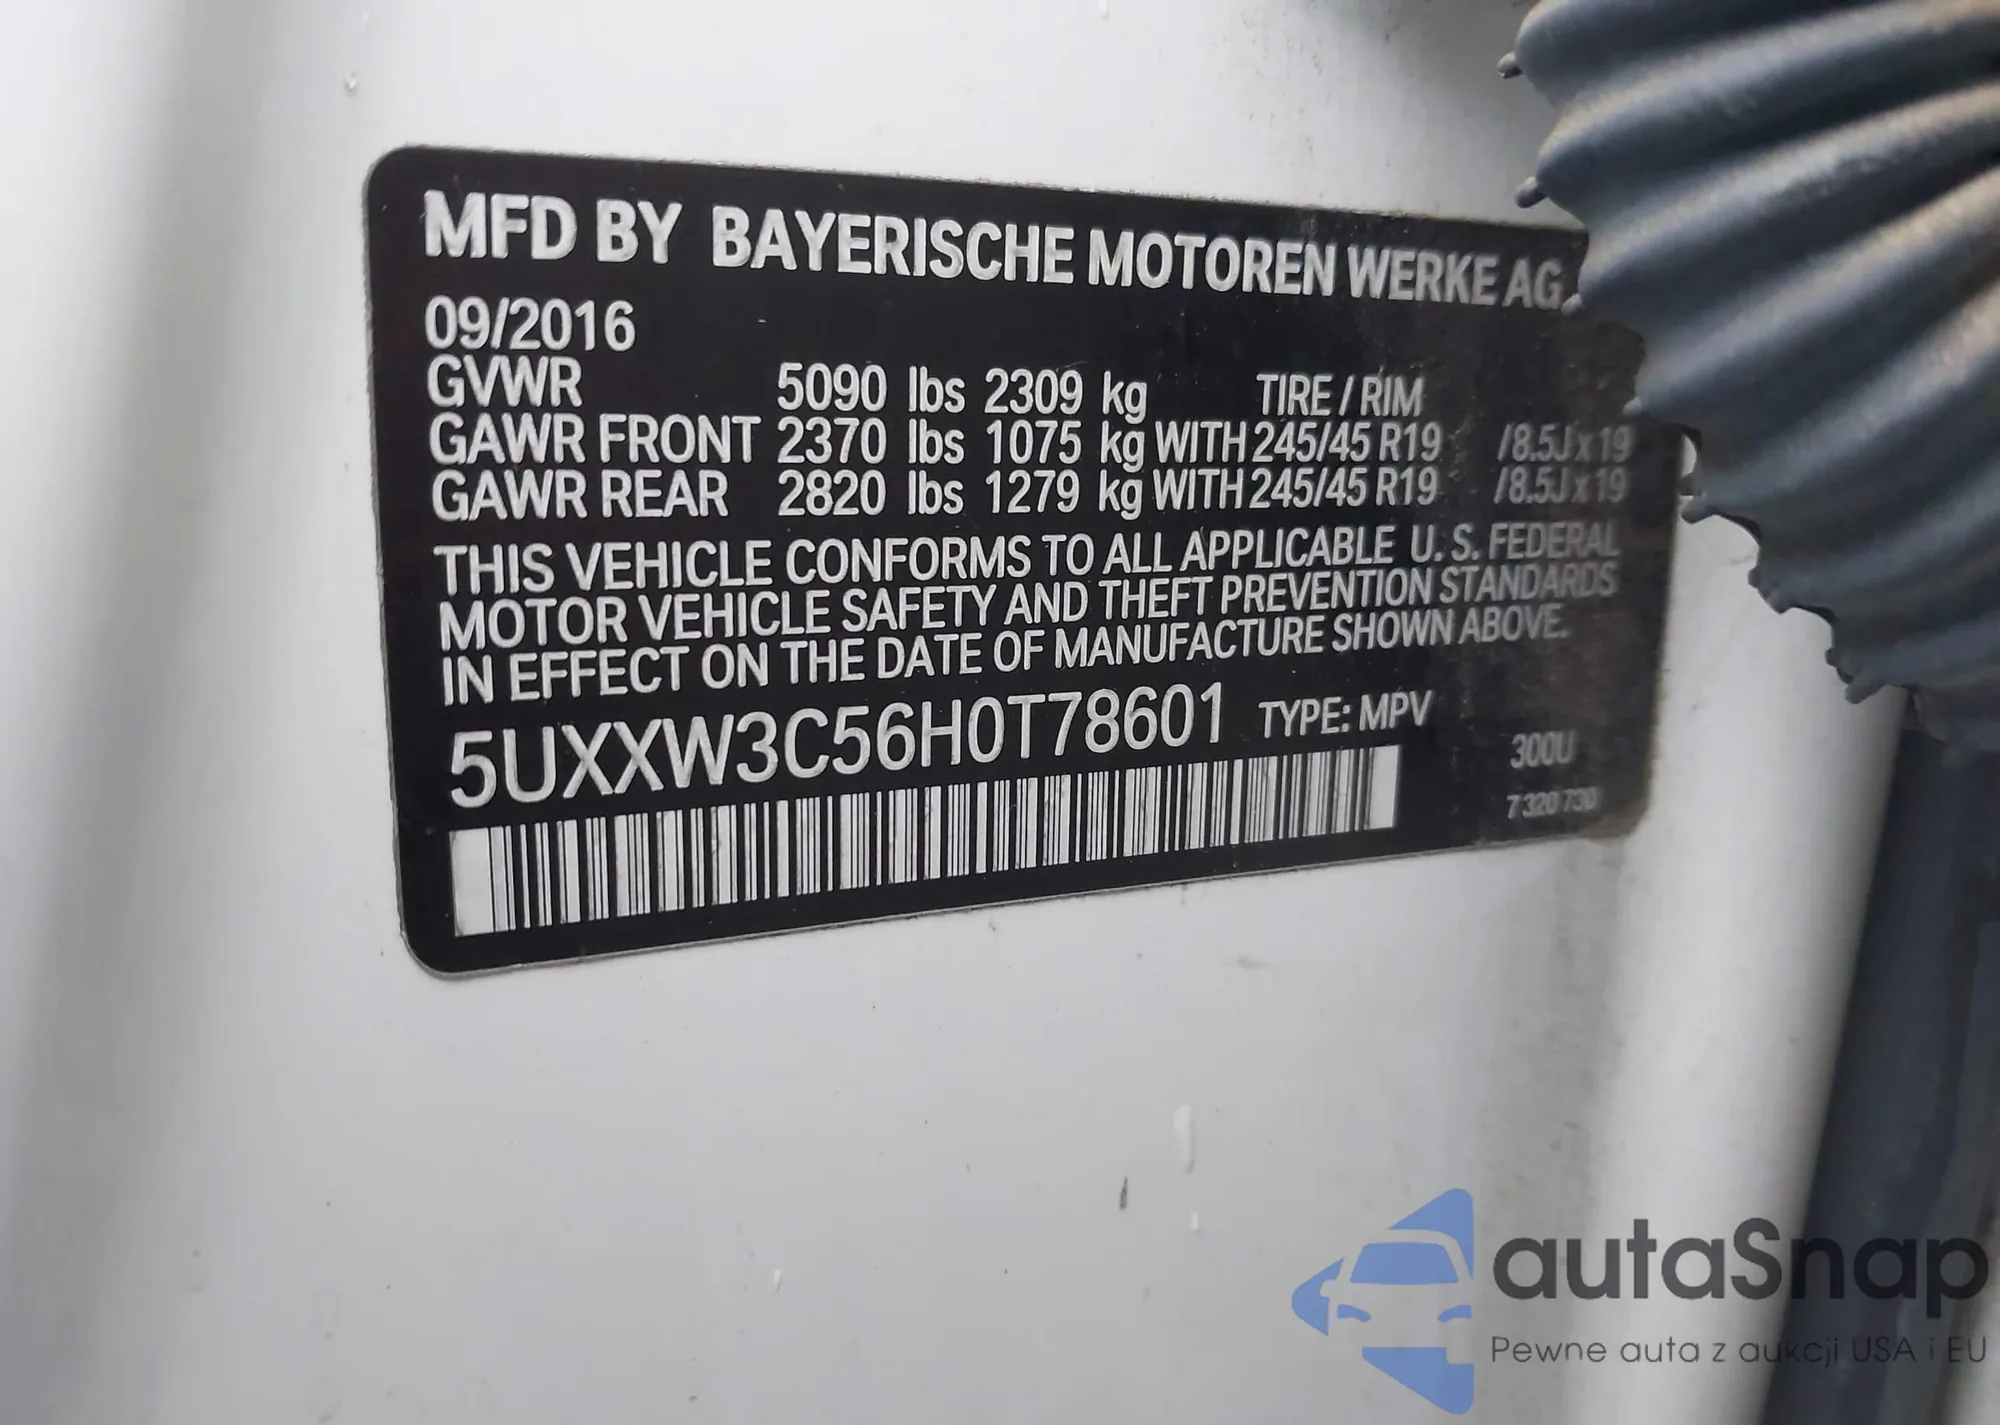 MFD BY BAYERISCHE MOTOREN WERKE AG
09/2016
GVWR 5090 lbs 2309 kg TIRE / RIM
GAWR FRONT 2370 lbs 1075 kg WITH 245/45 R19 /8.5J x 19
GAWR REAR 2820 lbs 1279 kg WITH 245/45 R19 /8.5J x 19
THIS VEHICLE CONFORMS TO ALL APPLICABLE U.S. FEDERAL
MOTOR VEHICLE SAFETY AND THEFT PREVENTION STANDARDS
IN EFFECT ON THE DATE OF MANUFACTURE SHOWN ABOVE.
5UXXW3C56H0T78601 TYPE: MPV
300U
7 320 730
autaSnap
Pewne auta z aukcji USA i EU